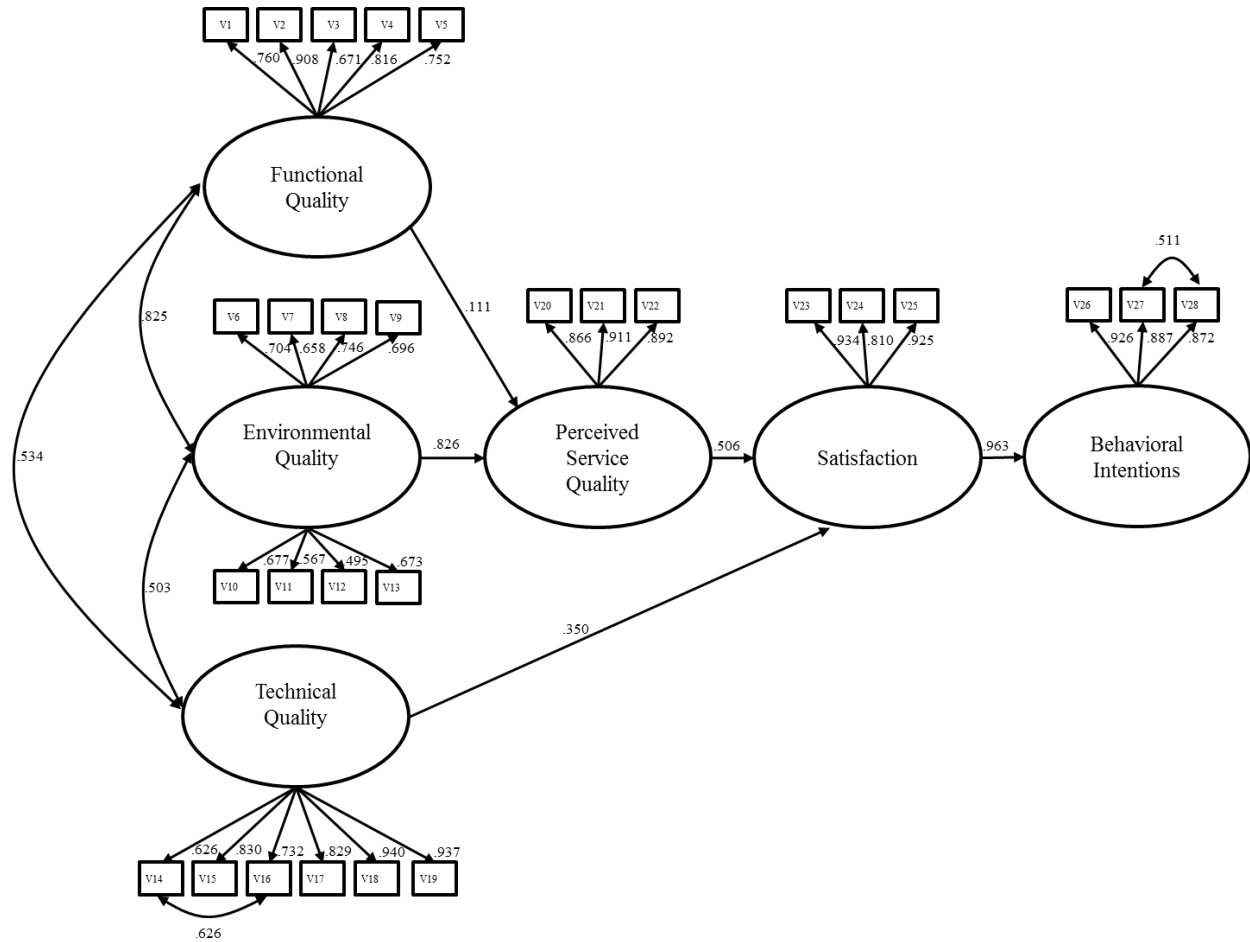 V1 V2 V3 V4 V5
.760 .908 .671 .816 .752
Functional
Quality
.511
.825
.111
V6 V7 V8 V9
V20 V21 V22
V23 V24 V25
V26 V27 V28
.704 .658 .746 .696
.866 .911 .892
.934 .810 .925
.926 .887 .872
Environmental
Quality
.826
Perceived
Service
Quality
.506
Satisfaction
.963
Behavioral
Intentions
.534
.677 .567 .495 .673
V10 V11 V12 V13
.503
.350
Technical
Quality
.626 .830 .732 .829 .940 .937
V14 V15 V16 V17 V18 V19
.626